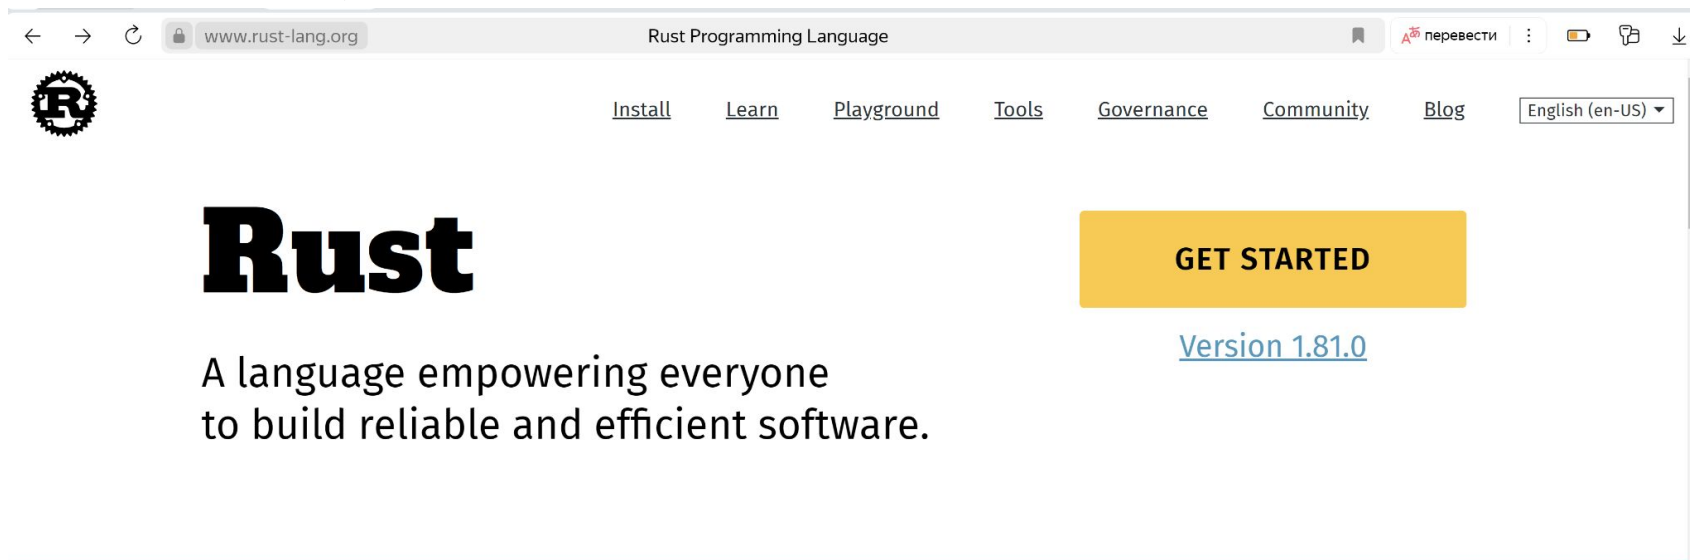 www.rust-lang.org Rust Programming Language перевести
R
Install Learn Playground Tools Governance Community Blog English (en-US)
Rust
GET STARTED
Version 1.81.0
A language empowering everyone
to build reliable and efficient software.